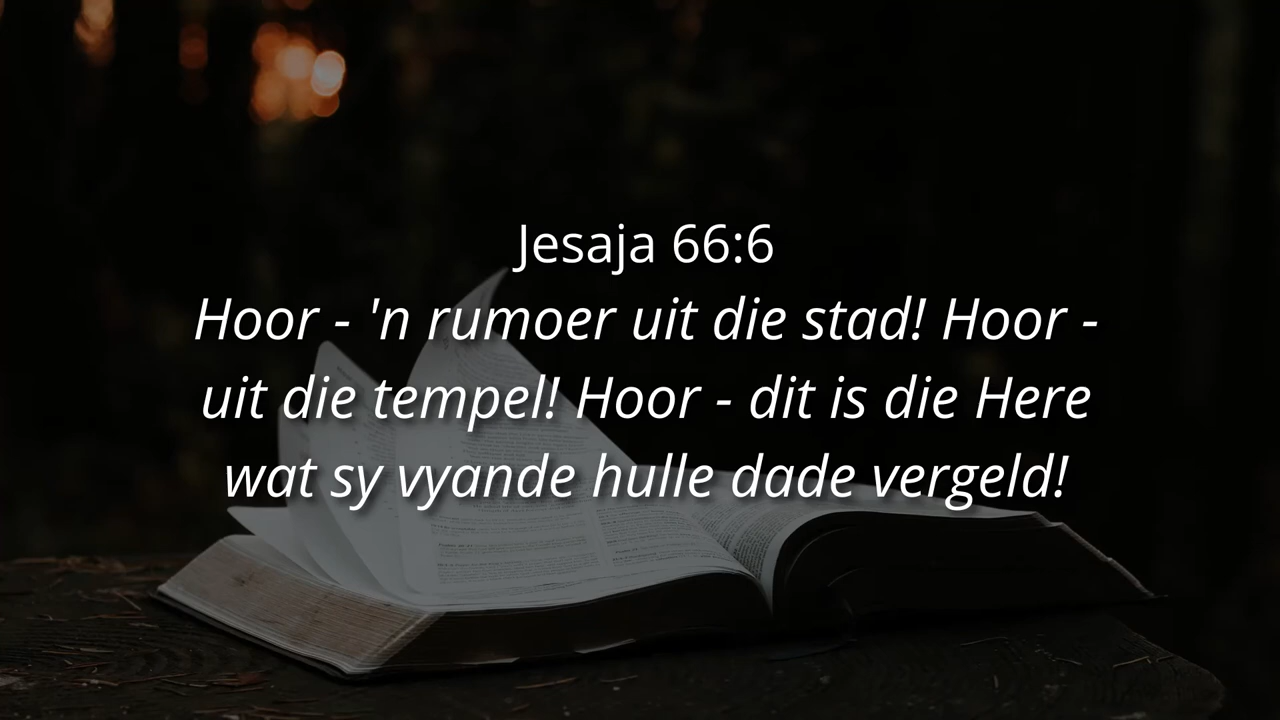 Jesaja 66:6
Hoor - 'n rumoer uit die stad! Hoor -
uit die tempel! Hoor - dit is die Here
wat sy vyande hulle dade vergeld!